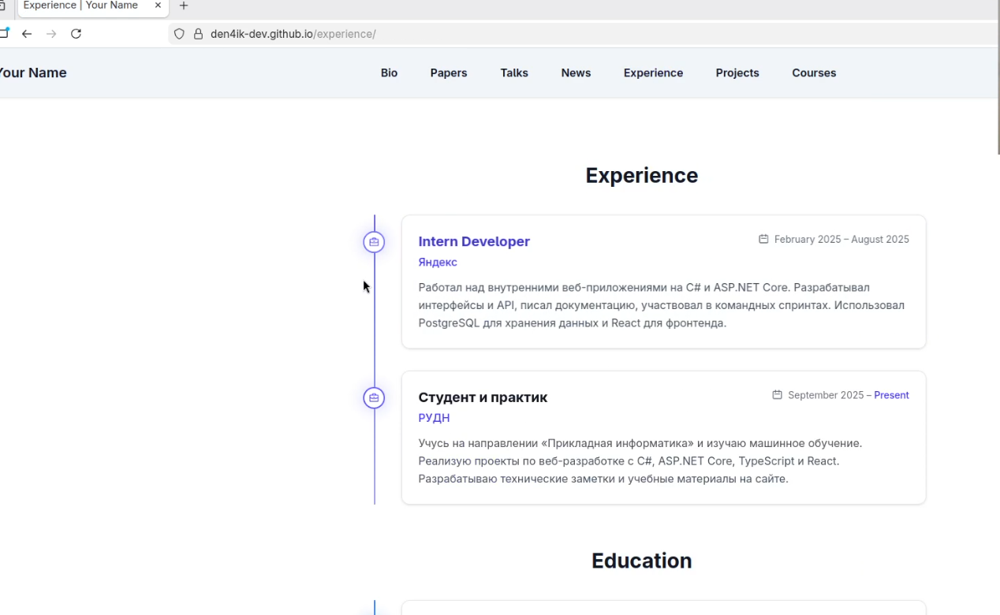 Experience | Your Name
den4ik-dev.github.io/experience/
Your Name
Bio Papers Talks News Experience Projects Courses
Experience
Intern Developer
February 2025 – August 2025
Яндекс
Работал над внутренними веб-приложениями на C# и ASP.NET Core. Разрабатывал
интерфейсы и API, писал документацию, участвовал в командных спринтах. Использовал
PostgreSQL для хранения данных и React для фронтенда.
Студент и практик
September 2025 – Present
РУДН
Учусь на направлении «Прикладная информатика» и изучаю машинное обучение.
Реализую проекты по веб-разработке с C#, ASP.NET Core, TypeScript и React.
Разрабатываю технические заметки и учебные материалы на сайте.
Education